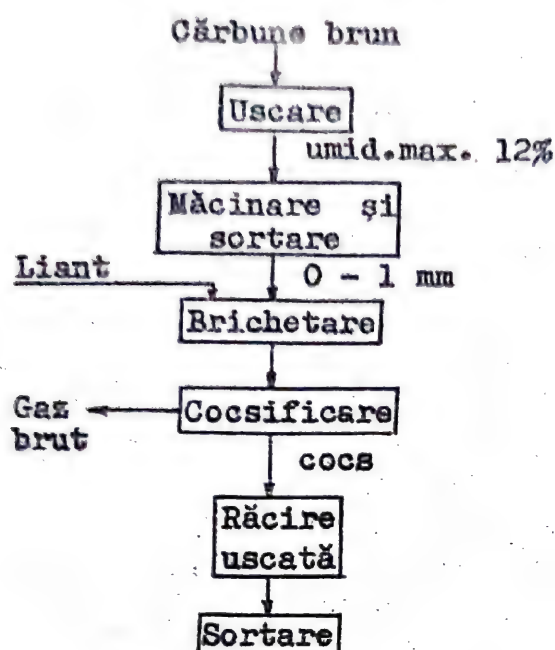 Cărbune brun
Uscare
umid.max. 12%
Măcinare și
sortare
Liant
0 - 1 mm
Brichetare
Gaz
brut
Cocsificare
cocs
Răcire
uscată
Sortare